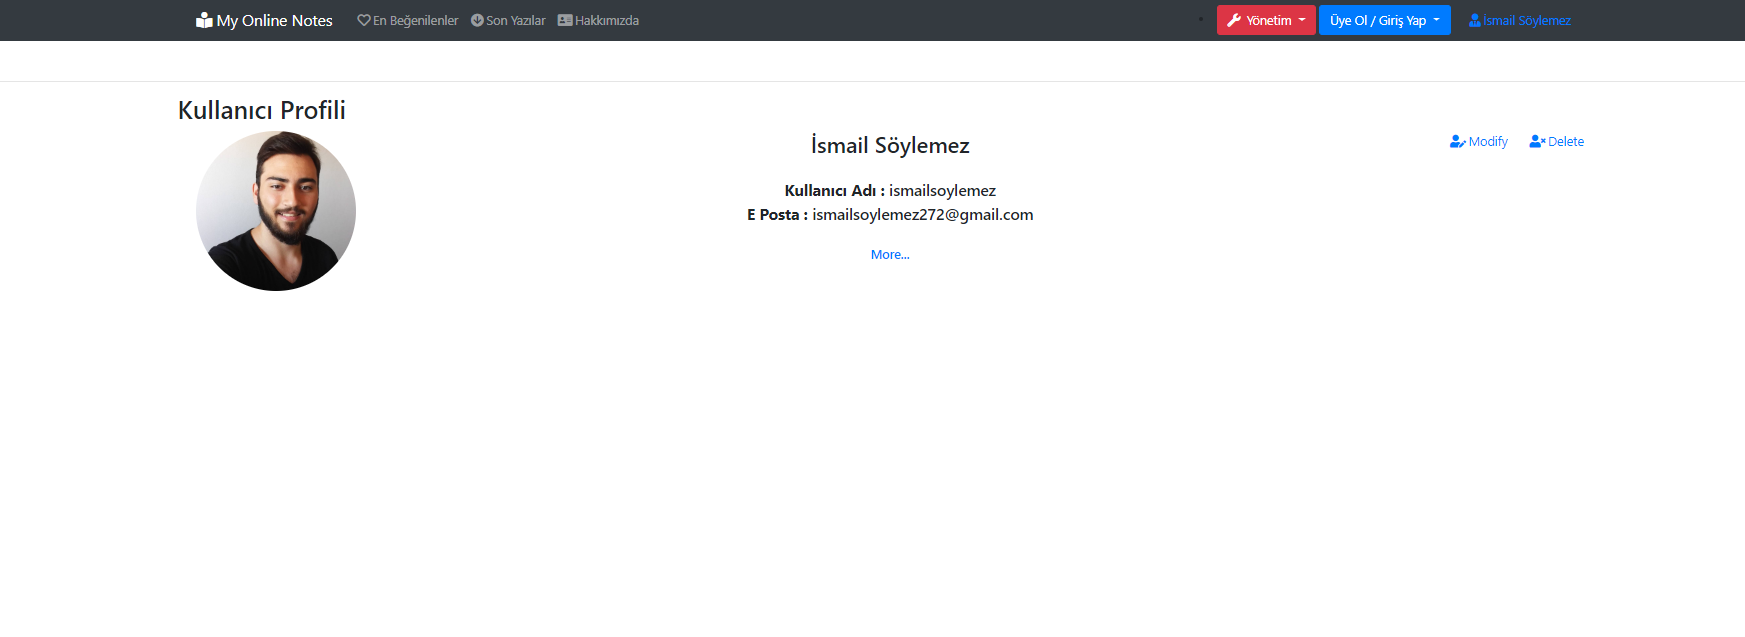 My Online Notes En Beğenilenler Son Yazılar Hakkımızda Yönetim Üye Ol / Giriş Yap İsmail Söylemez
Kullanıcı Profili
İsmail Söylemez Modify Delete
Kullanıcı Adı : ismailsoylemez
E Posta : ismailsoylemez272@gmail.com
More...